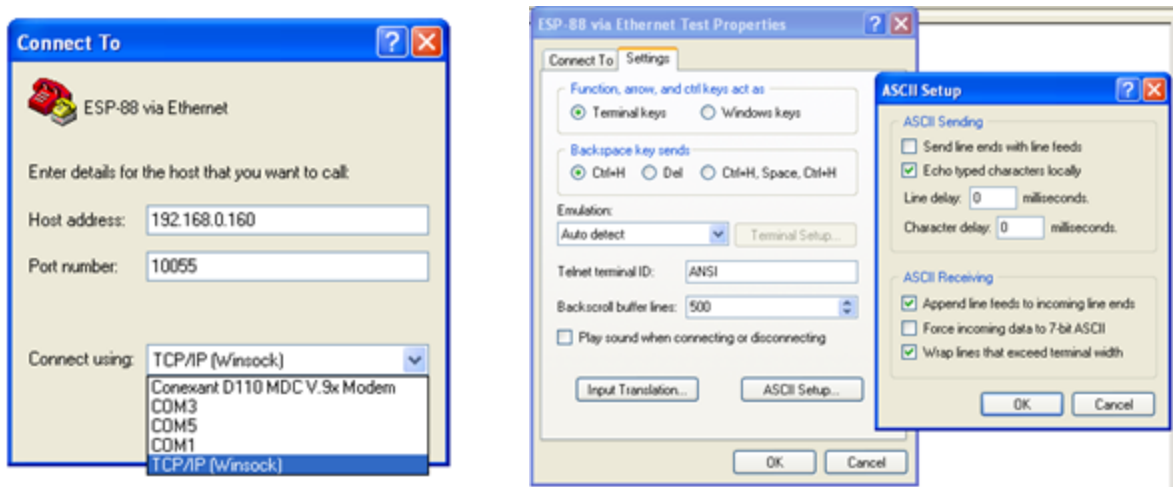 Connect To
ESP-88 via Ethernet
Enter details for the host that you want to call:
Host address: 192.168.0.160
Port number: 10055
Connect using: TCP/IP (Winsock)
Conexant D110 MDC V.9x Modem
COM3
COM5
COM1
TCP/IP (Winsock)
ESP-88 via Ethernet Test Properties
Connect To Settings
Function, arrow, and ctrl keys act as
Terminal keys Windows keys
Backspace key sends
Ctrl+H Del Ctrl+H, Space, Ctrl+H
Emulation:
Auto detect Terminal Setup...
Telnet terminal ID: ANSI
Backscroll buffer lines: 500
Play sound when connecting or disconnecting
Input Translation... ASCII Setup...
OK Cancel
ASCII Setup
ASCII Sending
Send line ends with line feeds
Echo typed characters locally
Line delay: 0 milliseconds.
Character delay: 0 milliseconds.
ASCII Receiving
Append line feeds to incoming line ends
Force incoming data to 7-bit ASCII
Wrap lines that exceed terminal width
OK Cancel